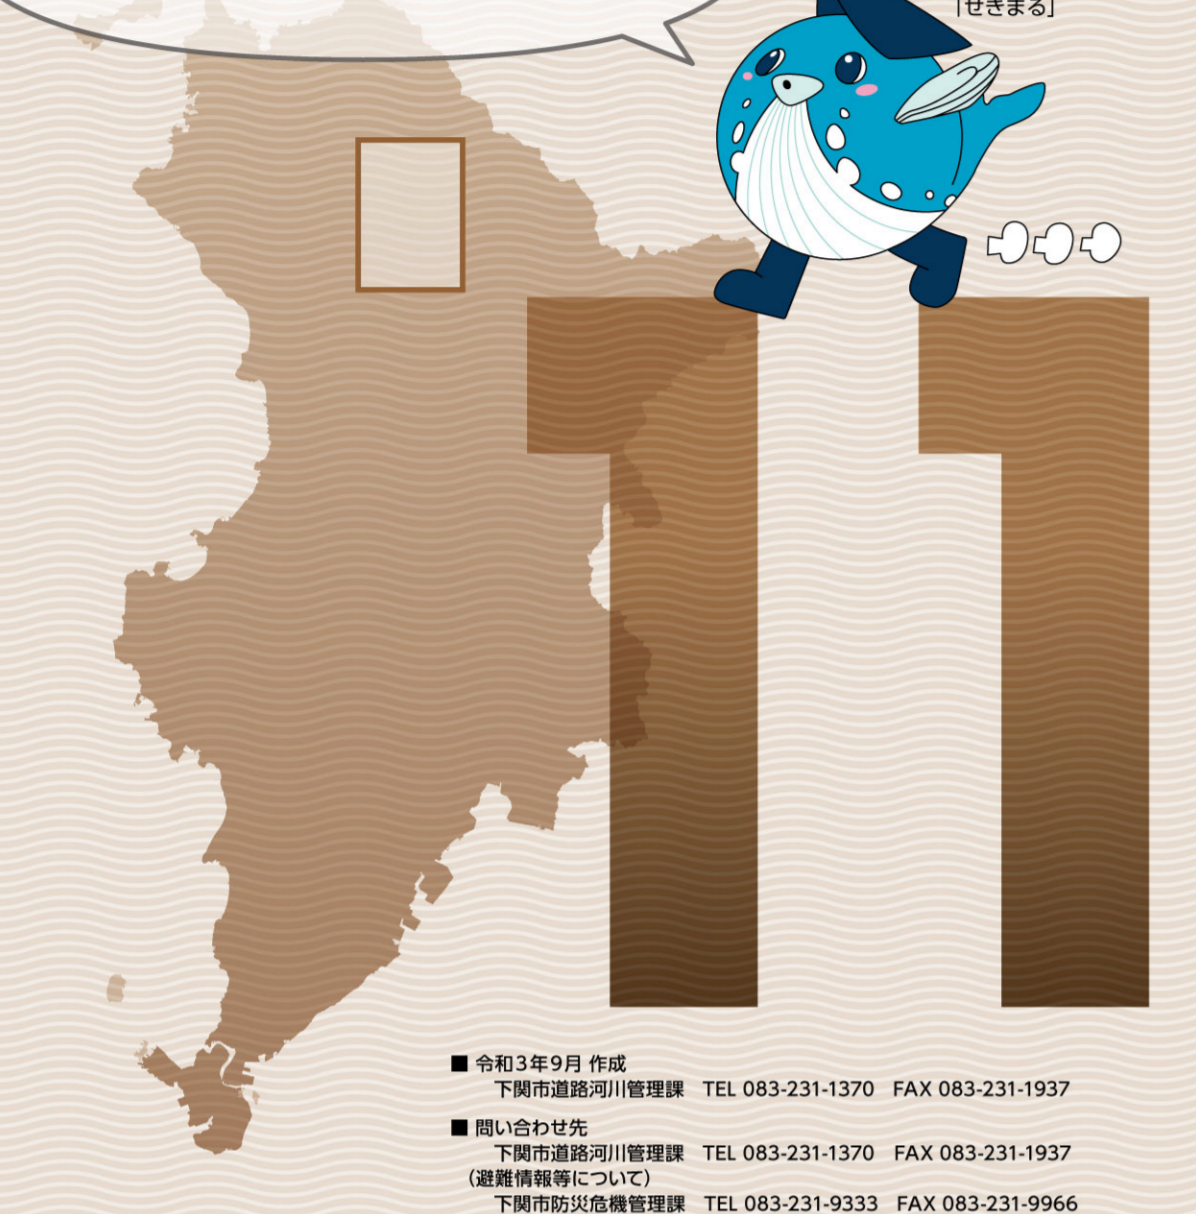 「せきまる」
11
■ 令和3年9月 作成
下関市道路河川管理課 TEL 083-231-1370 FAX 083-231-1937
■ 問い合わせ先
下関市道路河川管理課 TEL 083-231-1370 FAX 083-231-1937
（避難情報等について）
下関市防災危機管理課 TEL 083-231-9333 FAX 083-231-9966